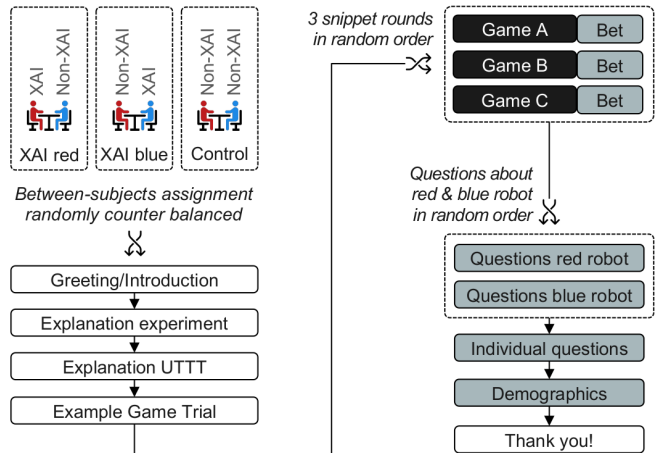 XAI
Non-XAI
XAI red
Non-XAI
XAI
XAI blue
Non-XAI
Non-XAI
Control
Between-subjects assignment
randomly counter balanced
Greeting/Introduction
Explanation experiment
Explanation UTTT
Example Game Trial
3 snippet rounds
in random order
Game A Bet
Game B Bet
Game C Bet
Questions about
red & blue robot
in random order
Questions red robot
Questions blue robot
Individual questions
Demographics
Thank you!